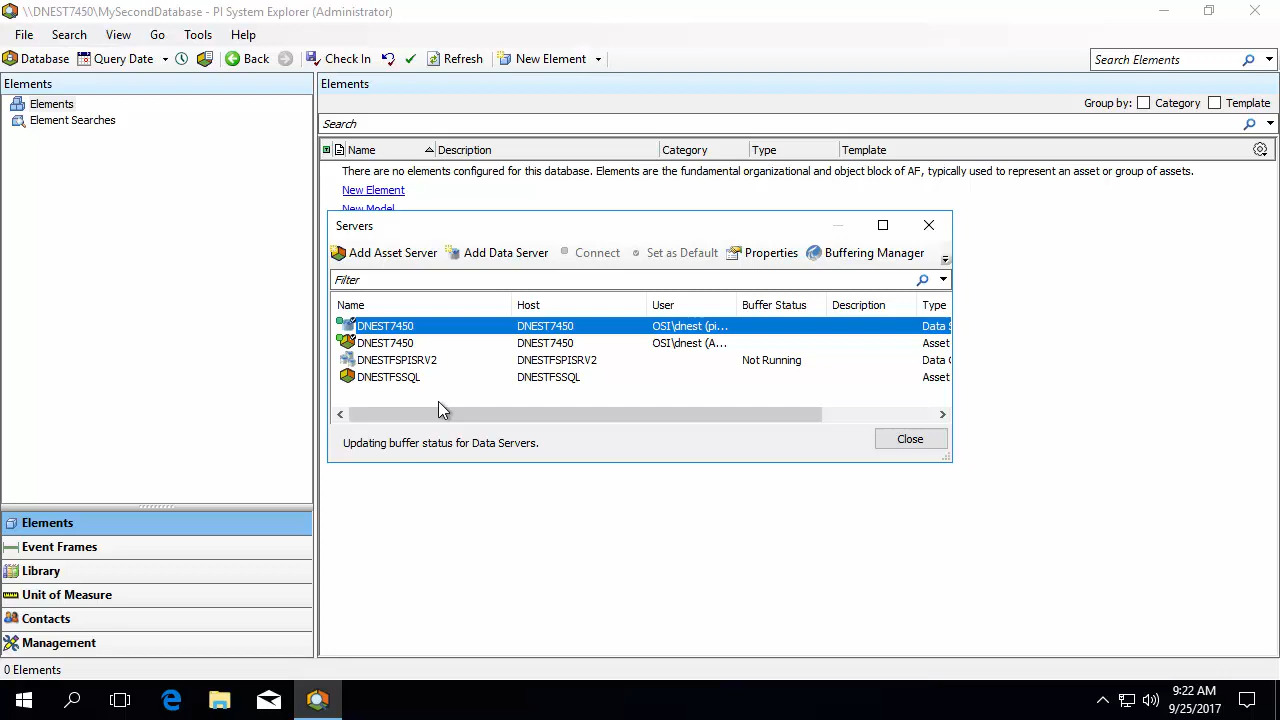 \\DNEST7450\MySecondDatabase - PI System Explorer (Administrator)
File Search View Go Tools Help
Database Query Date Back Check In Refresh New Element Search Elements
Elements
Elements
Element Searches
Elements
Group by: Category Template
Search
Name Description Category Type Template
There are no elements configured for this database. Elements are the fundamental organizational and object block of AF, typically used to represent an asset or group of assets.
New Element
New Model
Servers
Add Asset Server Add Data Server Connect Set as Default Properties Buffering Manager
Filter
Name Host User Buffer Status Description Type
DNEST7450 DNEST7450 OSI\dnest (pi... Data S
DNEST7450 DNEST7450 OSI\dnest (A... Asset
DNESTFSPISRV2 DNESTFSPISRV2 Not Running Data C
DNESTFSSQL DNESTFSSQL Asset
Updating buffer status for Data Servers. Close
Elements
Event Frames
Library
Unit of Measure
Contacts
Management
0 Elements
9:22 AM
9/25/2017